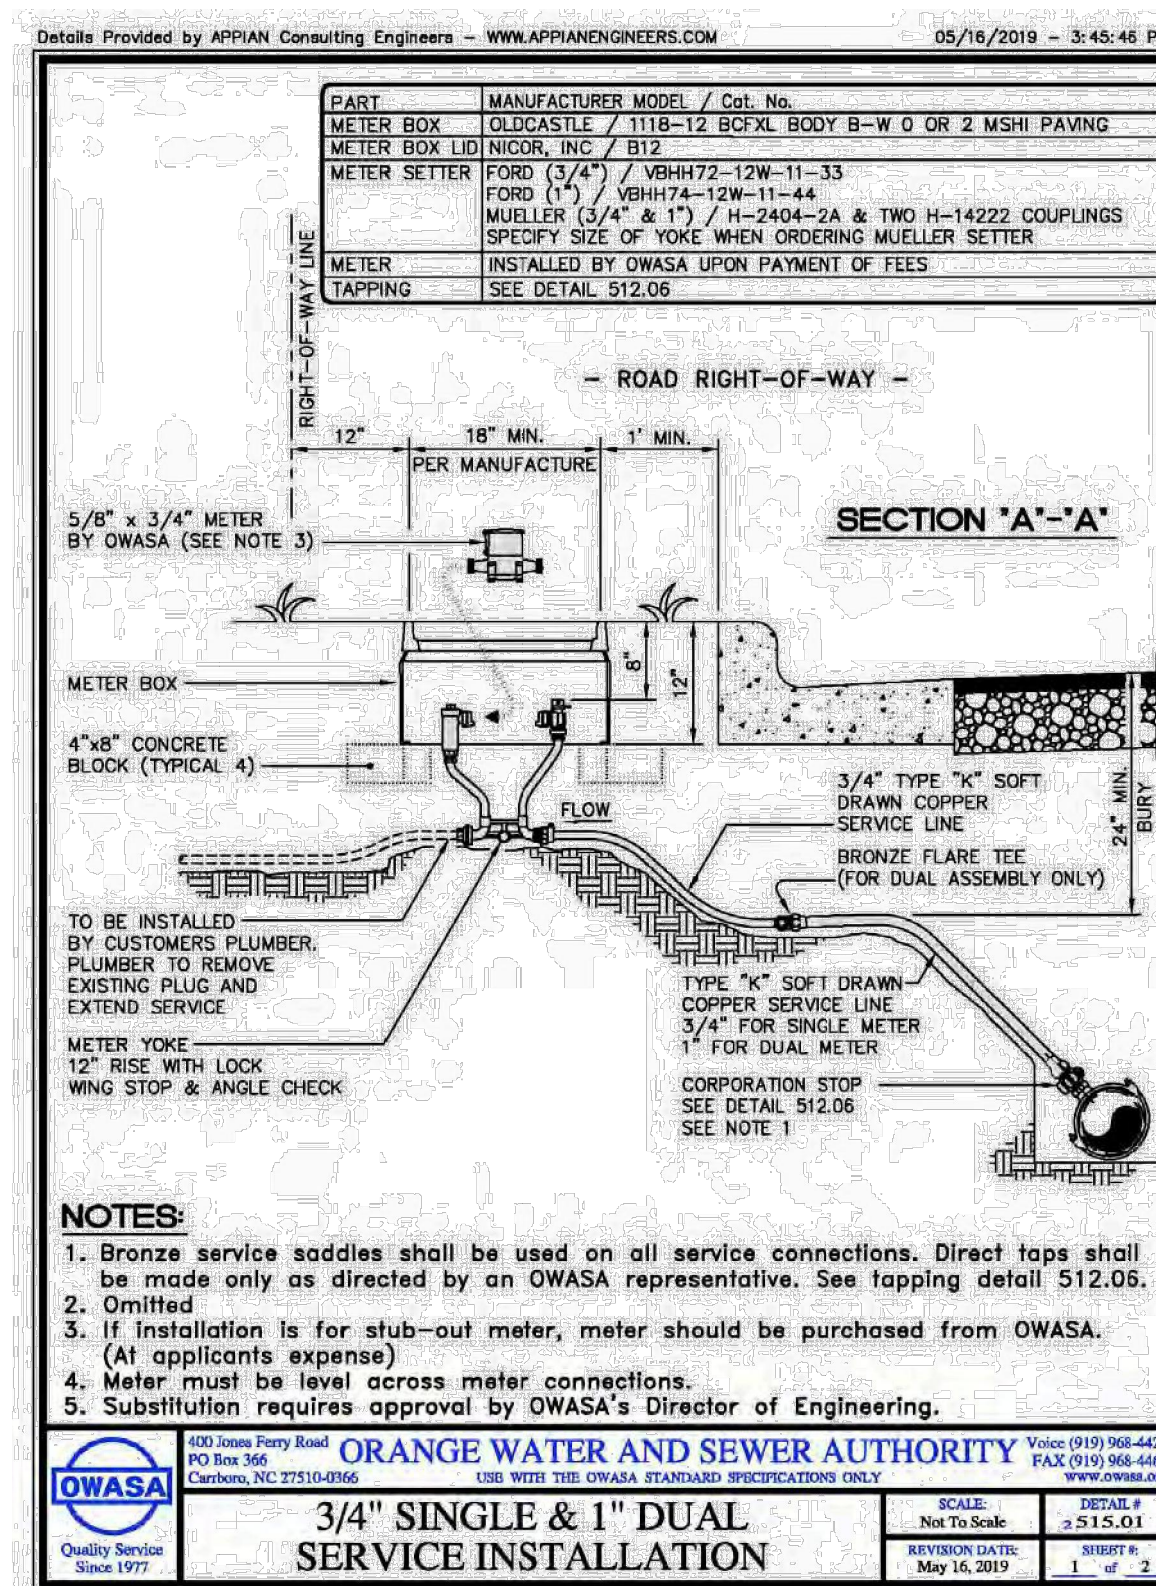 Details Provided by APPIAN Consulting Engineers - WWW.APPIANENGINEERS.COM
05/16/2019 - 3:45:46 P
PART MANUFACTURER MODEL / Cat. No.
METER BOX OLDCASTLE / 1118-12 BCFXL BODY B-W 0 OR 2 MSHI PAVING
METER BOX LID NICOR, INC / B12
METER SETTER FORD (3/4") / VBHH72-12W-11-33
FORD (1") / VBHH74-12W-11-44
MUELLER (3/4" & 1") / H-2404-2A & TWO H-14222 COUPLINGS
SPECIFY SIZE OF YOKE WHEN ORDERING MUELLER SETTER
METER INSTALLED BY OWASA UPON PAYMENT OF FEES
TAPPING SEE DETAIL 512.06
RIGHT-OF-WAY LINE
- ROAD RIGHT-OF-WAY -
12" 18" MIN. 1' MIN.
PER MANUFACTURE
5/8" x 3/4" METER
BY OWASA (SEE NOTE 3)
SECTION "A"-"A"
8"
12"
METER BOX
4"x8" CONCRETE
BLOCK (TYPICAL 4)
FLOW
3/4" TYPE "K" SOFT
DRAWN COPPER
SERVICE LINE
24" MIN.
BURY
BRONZE FLARE TEE
(FOR DUAL ASSEMBLY ONLY)
TO BE INSTALLED
BY CUSTOMERS PLUMBER.
PLUMBER TO REMOVE
EXISTING PLUG AND
EXTEND SERVICE
TYPE "K" SOFT DRAWN
COPPER SERVICE LINE
3/4" FOR SINGLE METER
1" FOR DUAL METER
METER YOKE
12" RISE WITH LOCK
WING STOP & ANGLE CHECK
CORPORATION STOP
SEE DETAIL 512.06
SEE NOTE 1
NOTES:
1. Bronze service saddles shall be used on all service connections. Direct taps shall
be made only as directed by an OWASA representative. See tapping detail 512.06.
2. Omitted
3. If installation is for stub-out meter, meter should be purchased from OWASA.
(At applicants expense)
4. Meter must be level across meter connections.
5. Substitution requires approval by OWASA's Director of Engineering.
OWASA
Quality Service
Since 1977
400 Jones Ferry Road
PO Box 366
Carrboro, NC 27510-0366
ORANGE WATER AND SEWER AUTHORITY
USE WITH THE OWASA STANDARD SPECIFICATIONS ONLY
Voice (919) 968-442
FAX (919) 968-446
www.owasa.or
3/4" SINGLE & 1" DUAL
SERVICE INSTALLATION
SCALE:
Not To Scale
DETAIL #
2 515.01
REVISION DATE:
May 16, 2019
SHEET #:
1 of 2